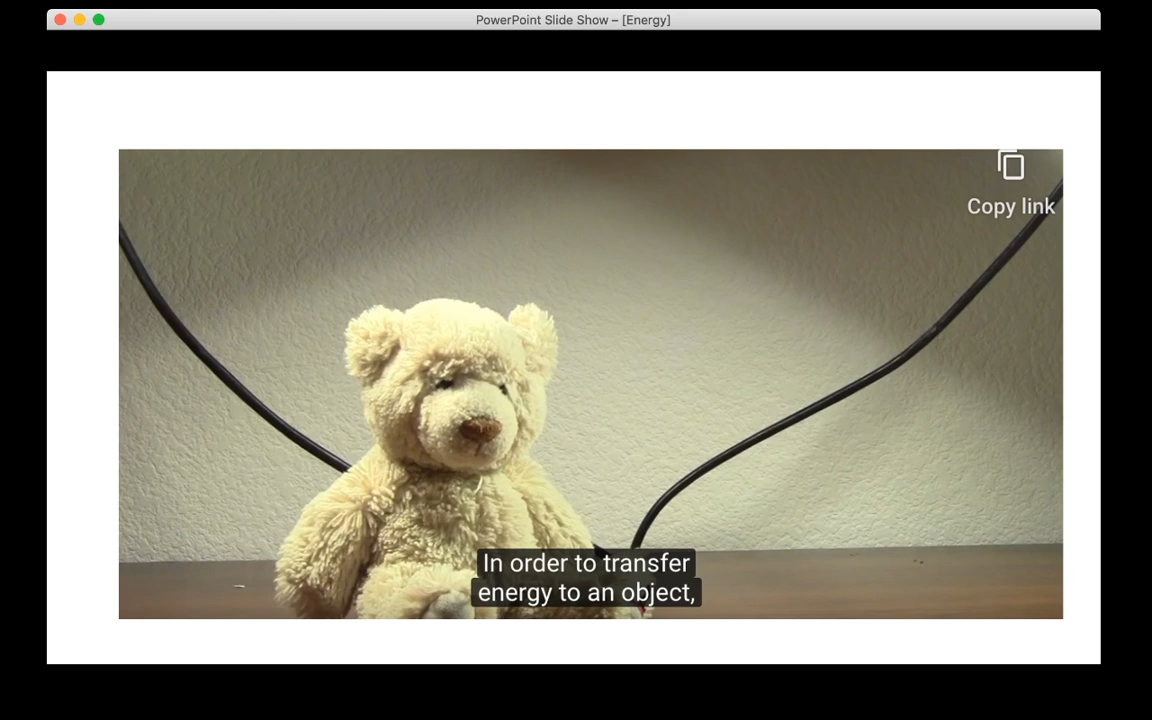 PowerPoint Slide Show – [Energy]
Copy link
In order to transfer
energy to an object,